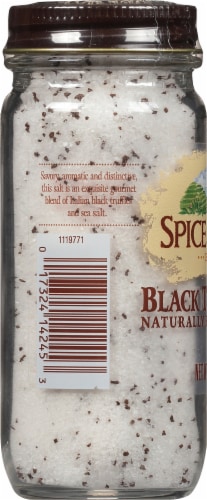 Savory, aromatic and distinctive,
this salt is an exquisite gourmet
blend of Italian black truffles
and sea salt.
1119771
0 17324 14245 3
SPICE
BLACK T
NATURALLY
NE